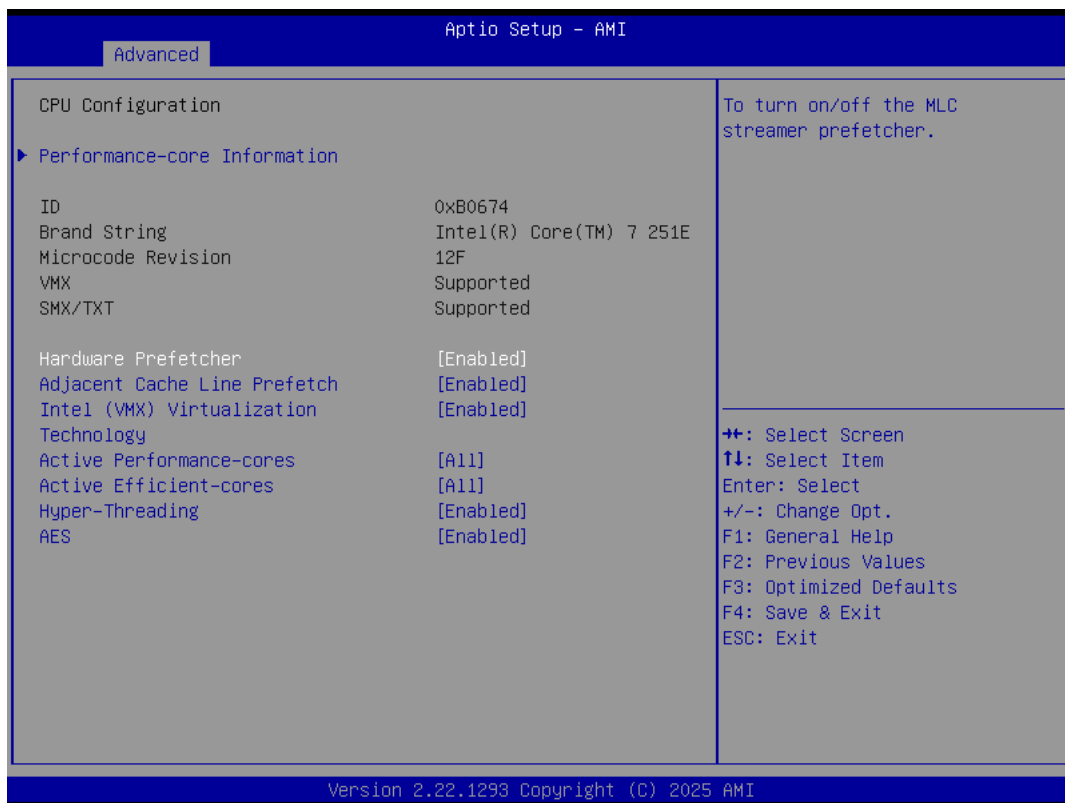 Aptio Setup – AMI
Advanced
CPU Configuration
Performance-core Information
ID 0xB0674
Brand String Intel(R) Core(TM) 7 251E
Microcode Revision 12F
VMX Supported
SMX/TXT Supported
Hardware Prefetcher [Enabled]
Adjacent Cache Line Prefetch [Enabled]
Intel (VMX) Virtualization [Enabled]
Technology
Active Performance-cores [All]
Active Efficient-cores [All]
Hyper-Threading [Enabled]
AES [Enabled]
To turn on/off the MLC
streamer prefetcher.
→←: Select Screen
↑↓: Select Item
Enter: Select
+/-: Change Opt.
F1: General Help
F2: Previous Values
F3: Optimized Defaults
F4: Save & Exit
ESC: Exit
Version 2.22.1293 Copyright (C) 2025 AMI